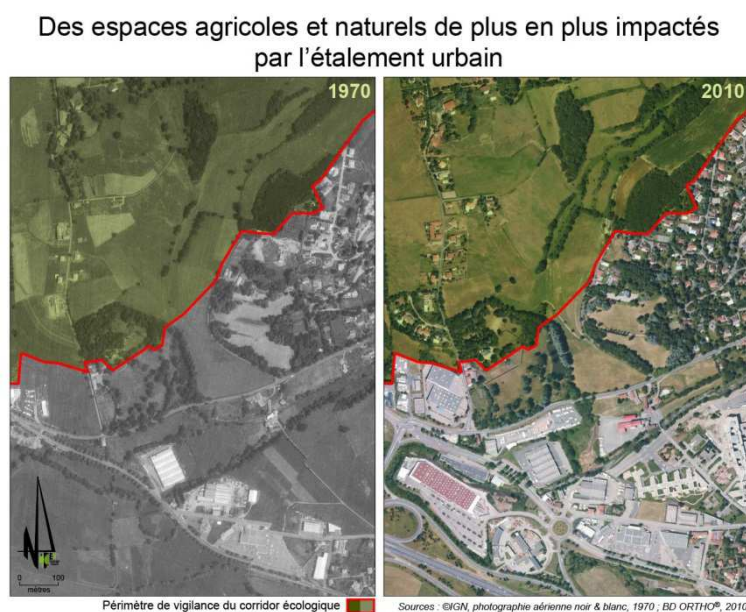 Des espaces agricoles et naturels de plus en plus impactés
par l'étalement urbain
1970
2010
0 100
mètres
Périmètre de vigilance du corridor écologique
Sources : ©IGN, photographie aérienne noir & blanc, 1970 ; BD ORTHO®, 201